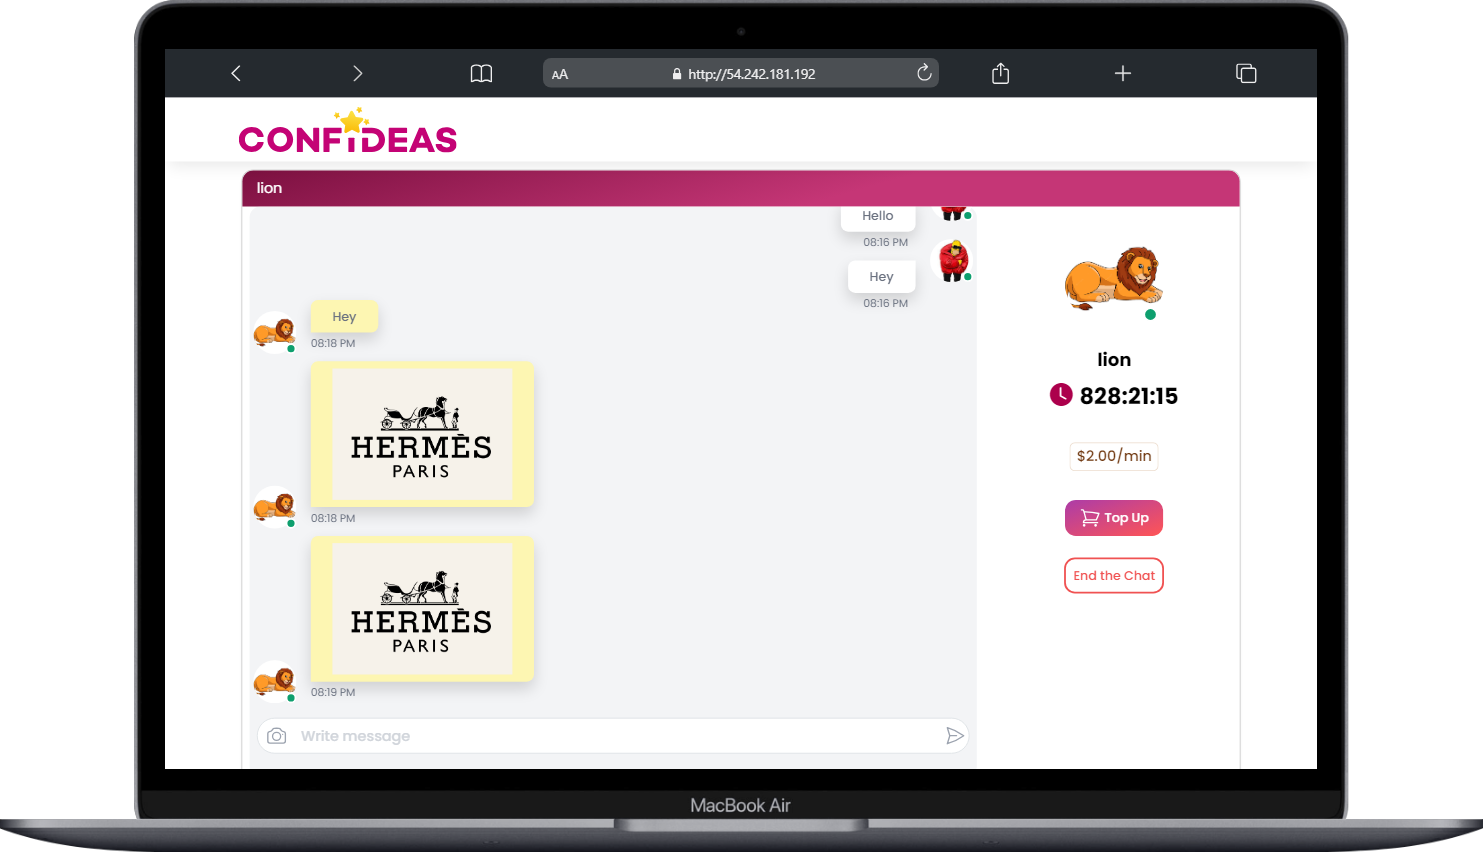 AA
http://54.242.181.192
CONFIDEAS
lion
Hello
08:16 PM
Hey
08:16 PM
Hey
08:18 PM
HERMÈS
PARIS
08:18 PM
HERMÈS
PARIS
08:19 PM
Write message
lion
828:21:15
$2.00/min
Top Up
End the Chat
MacBook Air